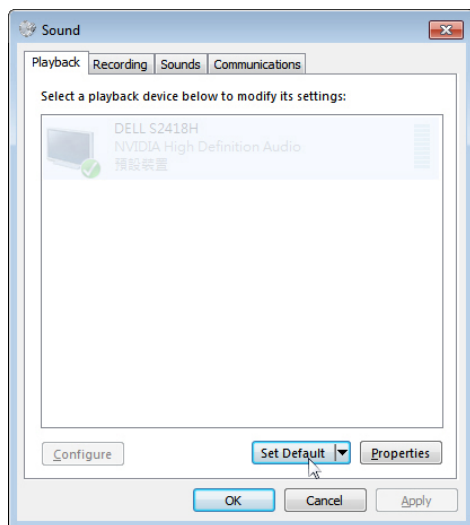 Sound
Playback
Recording
Sounds
Communications
Select a playback device below to modify its settings:
DELL S2418H
NVIDIA High Definition Audio
預設裝置
Configure
Set Default
Properties
OK
Cancel
Apply